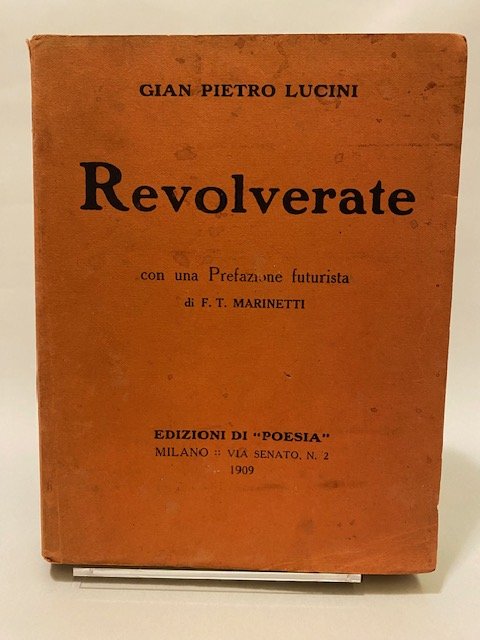 GIAN PIETRO LUCINI
Revolverate
con una Prefazione futurista
di F. T. MARINETTI
EDIZIONI DI "POESIA"
MILANO :: VIA SENATO, N. 2
1909